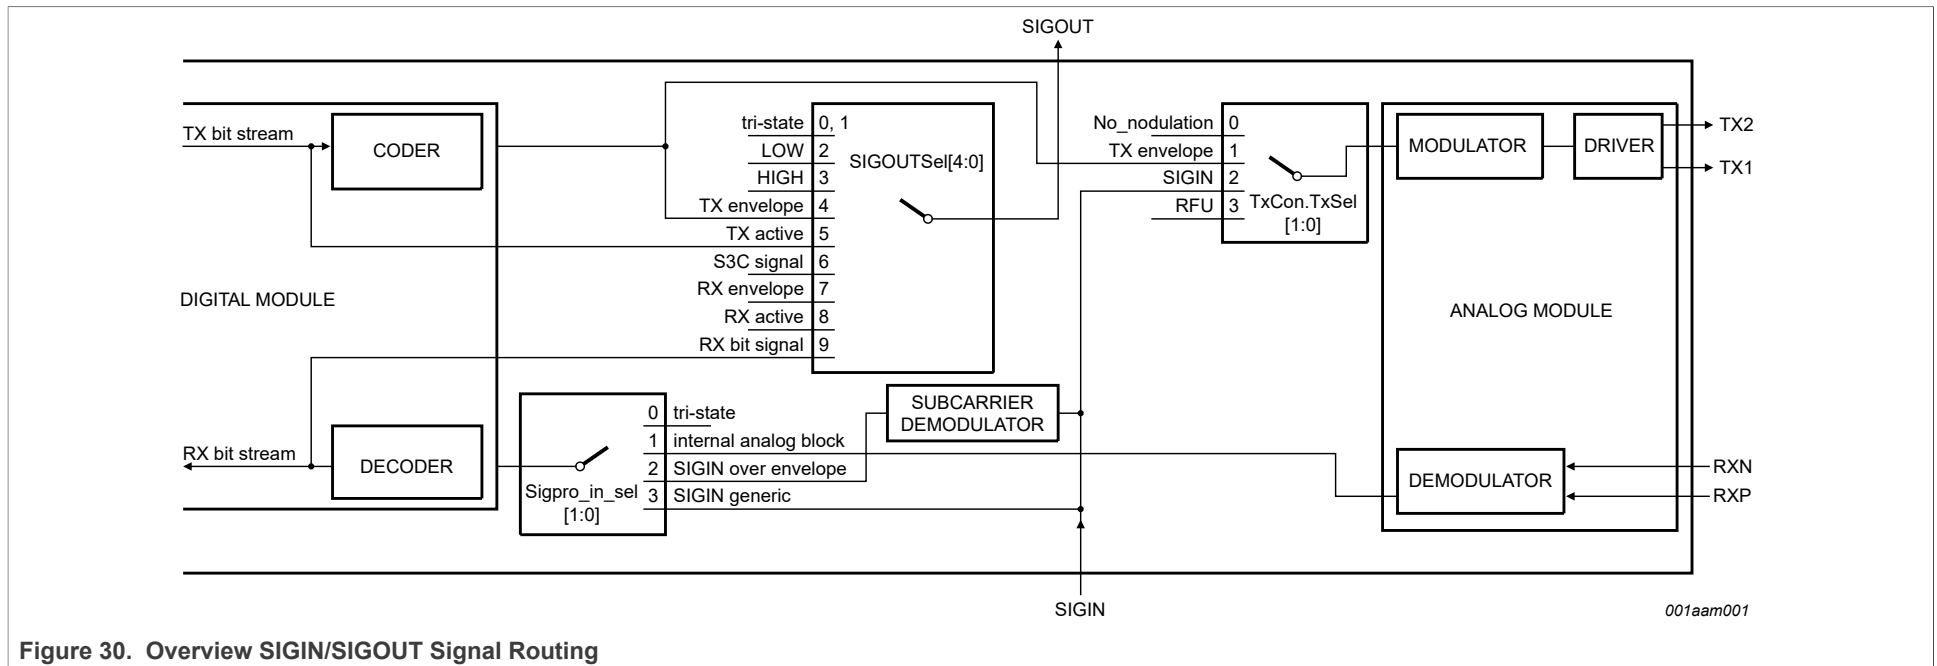 SIGOUT
TX bit stream
CODER
DIGITAL MODULE
RX bit stream
DECODER
tri-state 0, 1
LOW 2
HIGH 3
TX envelope 4
TX active 5
S3C signal 6
RX envelope 7
RX active 8
RX bit signal 9
SIGOUTSel[4:0]
0 tri-state
1 internal analog block
2 SIGIN over envelope
3 SIGIN generic
Sigpro_in_sel
[1:0]
SUBCARRIER
DEMODULATOR
No_nodulation 0
TX envelope 1
SIGIN 2
RFU 3
TxCon.TxSel
[1:0]
MODULATOR
DRIVER
TX2
TX1
ANALOG MODULE
DEMODULATOR
RXN
RXP
SIGIN
001aam001
Figure 30. Overview SIGIN/SIGOUT Signal Routing